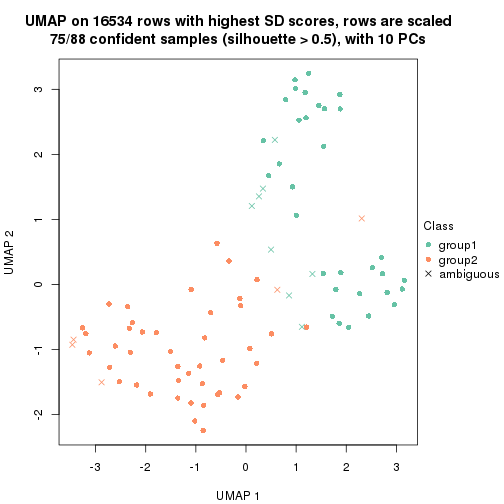 UMAP on 16534 rows with highest SD scores, rows are scaled
75/88 confident samples (silhouette > 0.5), with 10 PCs
3
2
1
0
-1
-2
UMAP 2
-3
-2
-1
0
1
2
3
UMAP 1
Class
group1
group2
ambiguous